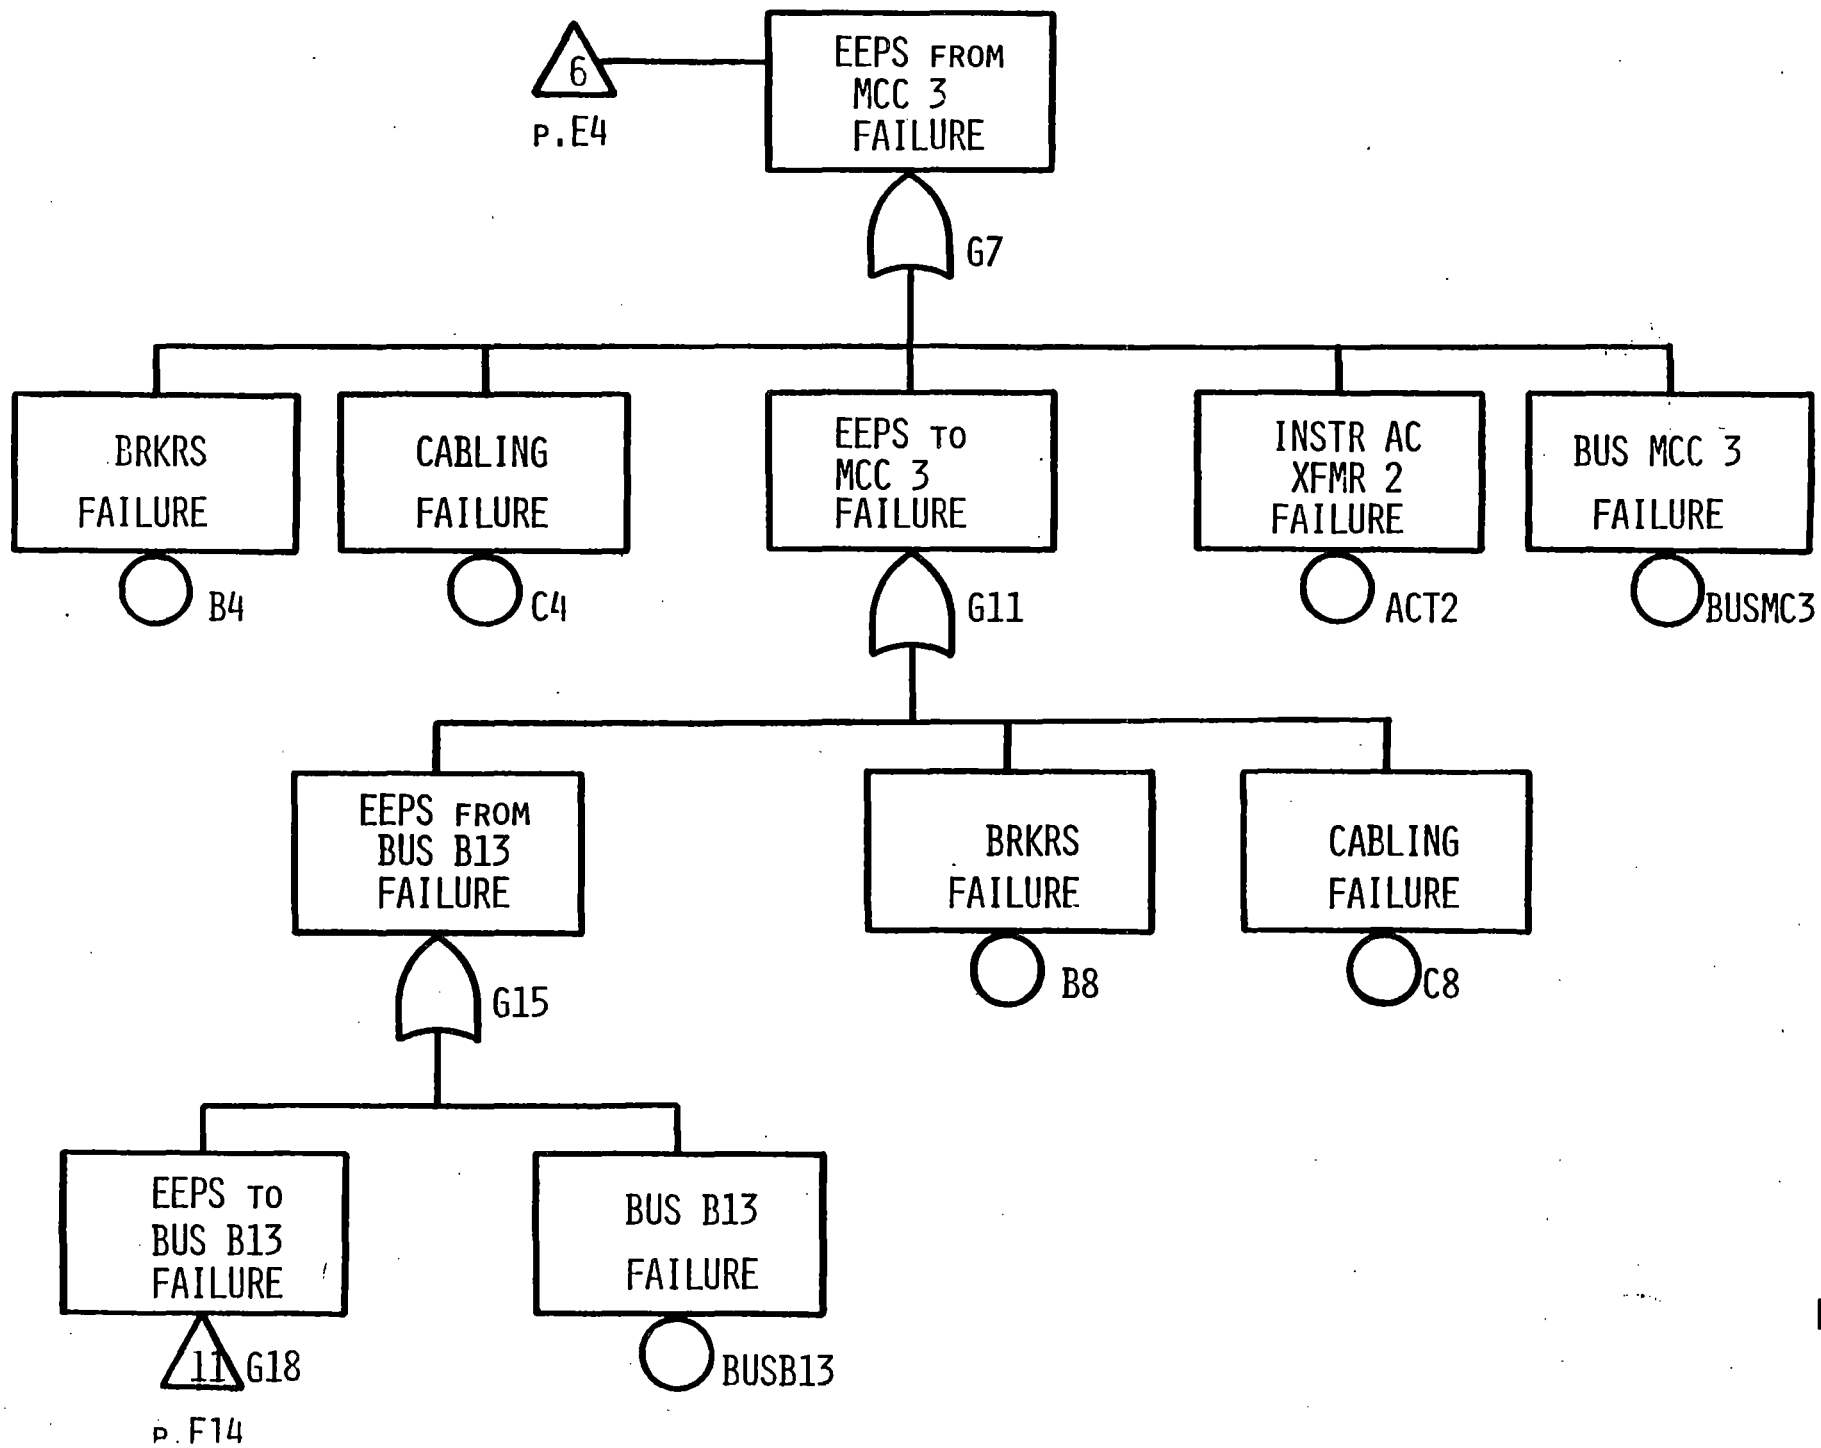 6
p.E4
EEPS FROM
MCC 3
FAILURE
G7
BRKRS
FAILURE
B4
CABLING
FAILURE
C4
EEPS TO
MCC 3
FAILURE
G11
INSTR AC
XFMR 2
FAILURE
ACT2
BUS MCC 3
FAILURE
BUSMC3
EEPS FROM
BUS B13
FAILURE
G15
BRKRS
FAILURE
B8
CABLING
FAILURE
C8
EEPS TO
BUS B13
FAILURE
11 G18
p.F14
BUS B13
FAILURE
BUSB13